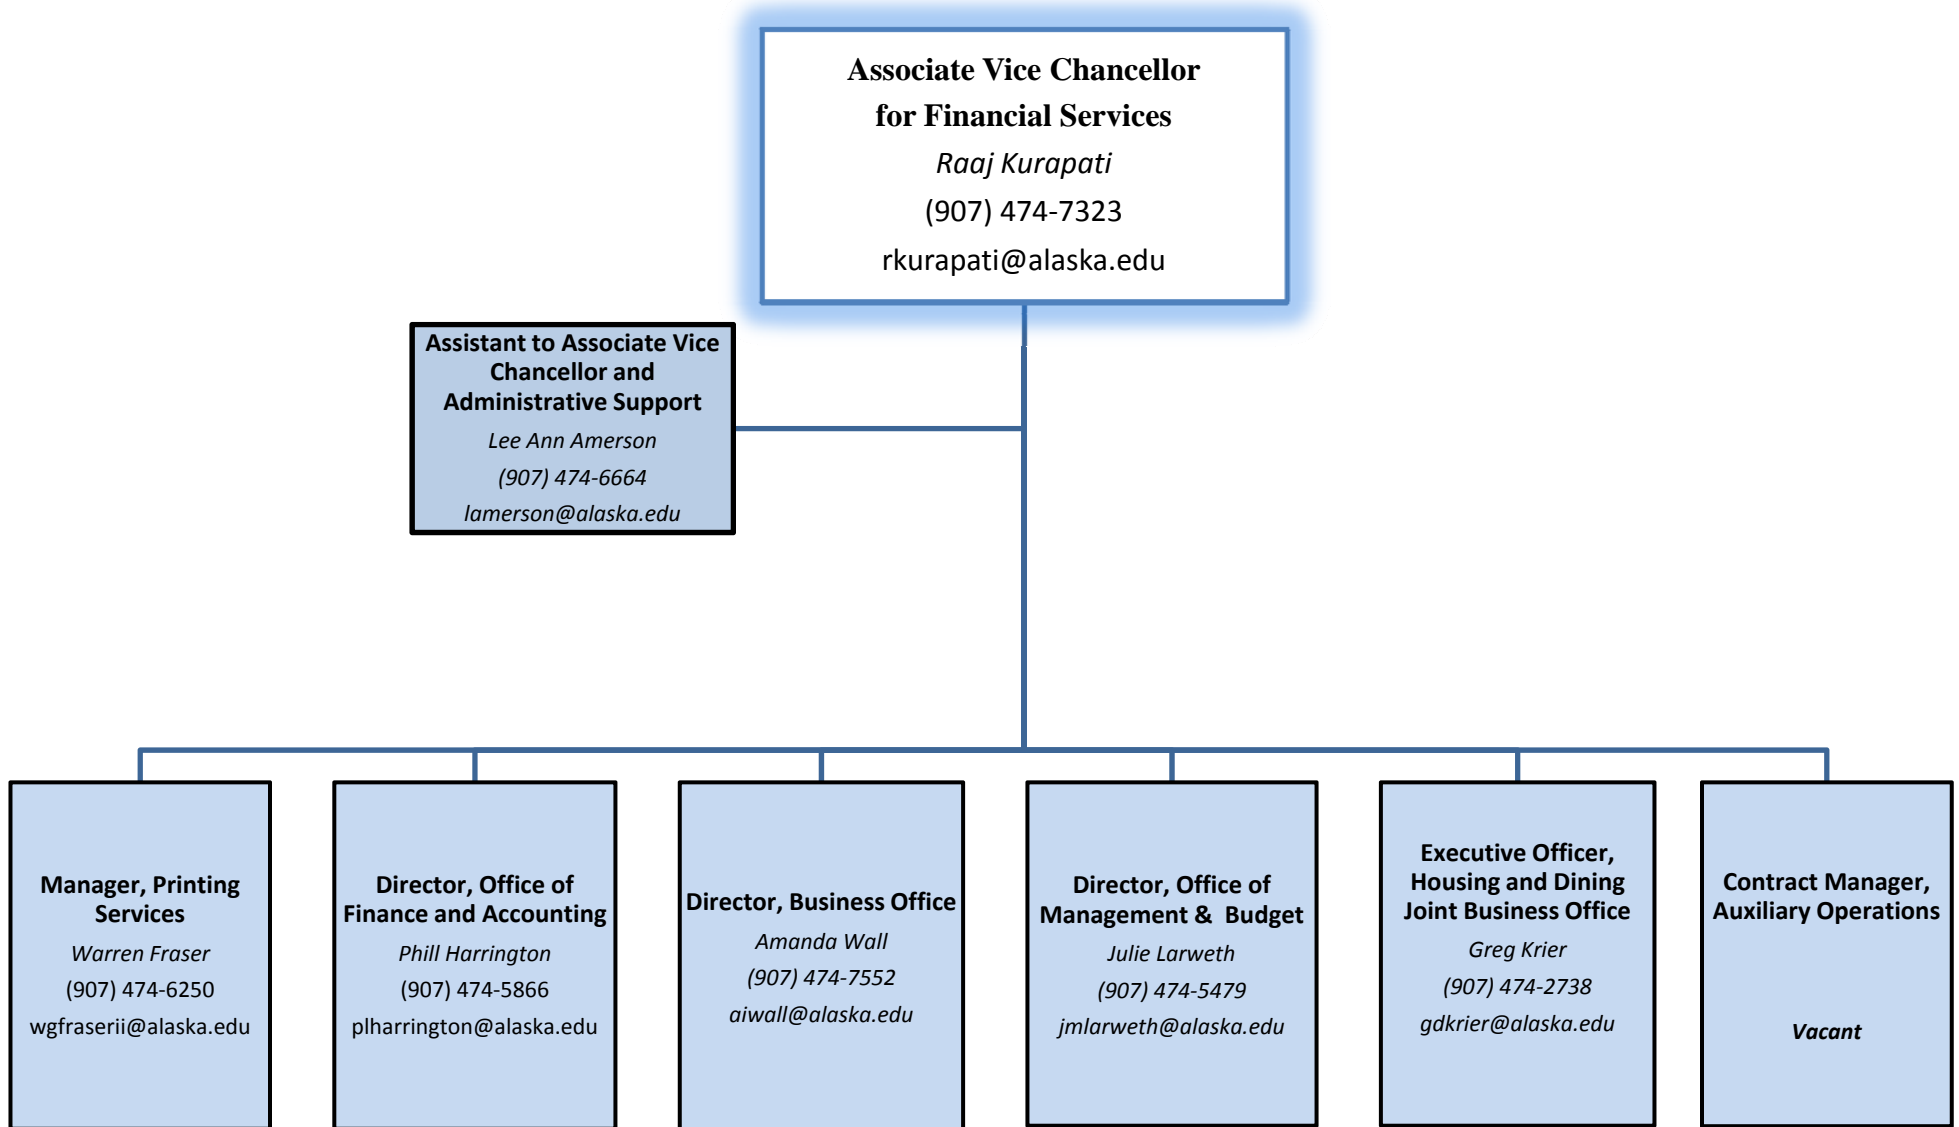 Associate Vice Chancellor
for Financial Services
Raaj Kurapati
(907) 474-7323
rkurapati@alaska.edu
Assistant to Associate Vice
Chancellor and
Administrative Support
Lee Ann Amerson
(907) 474-6664
lamerson@alaska.edu
Manager, Printing
Services
Warren Fraser
(907) 474-6250
wgfraserii@alaska.edu
Director, Office of
Finance and Accounting
Phill Harrington
(907) 474-5866
plharrington@alaska.edu
Director, Business Office
Amanda Wall
(907) 474-7552
aiwall@alaska.edu
Director, Office of
Management &  Budget
Julie Larweth
(907) 474-5479
jmlarweth@alaska.edu
Executive Officer,
Housing and Dining
Joint Business Office
Greg Krier
(907) 474-2738
gdkrier@alaska.edu
Contract Manager,
Auxiliary Operations
Vacant